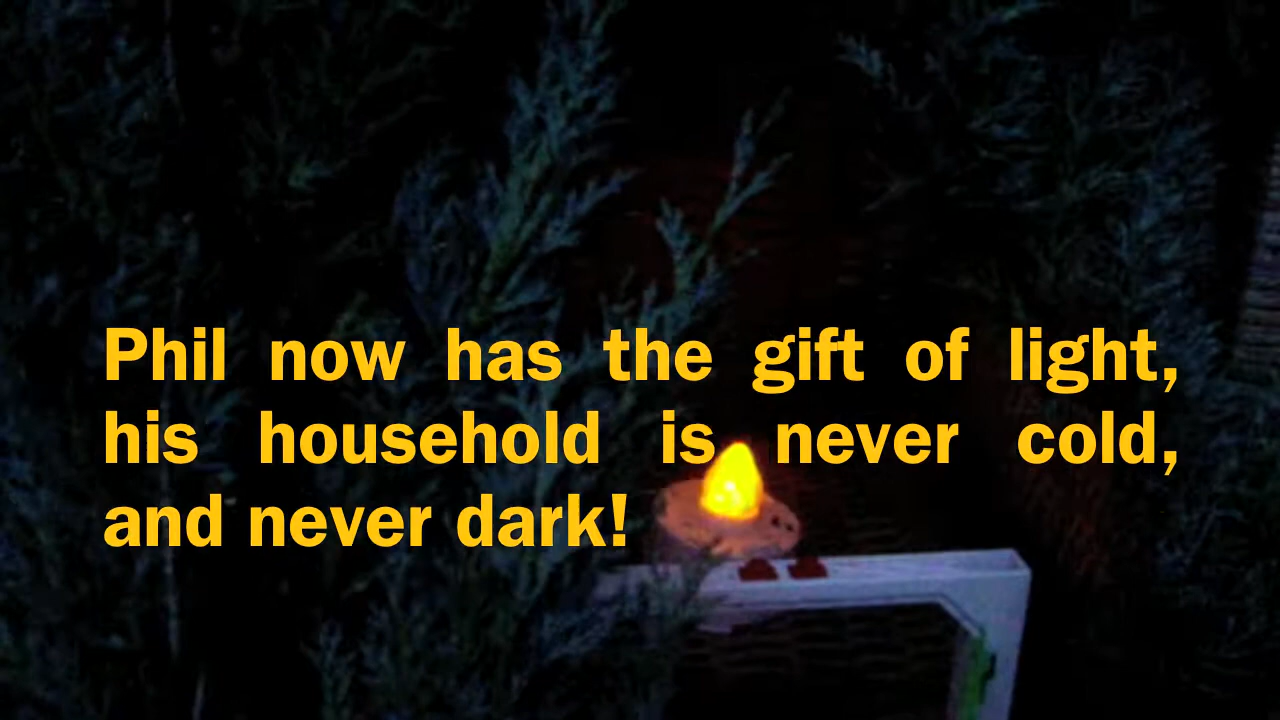 Phil now has the gift of light,
his household is never cold,
and never dark!